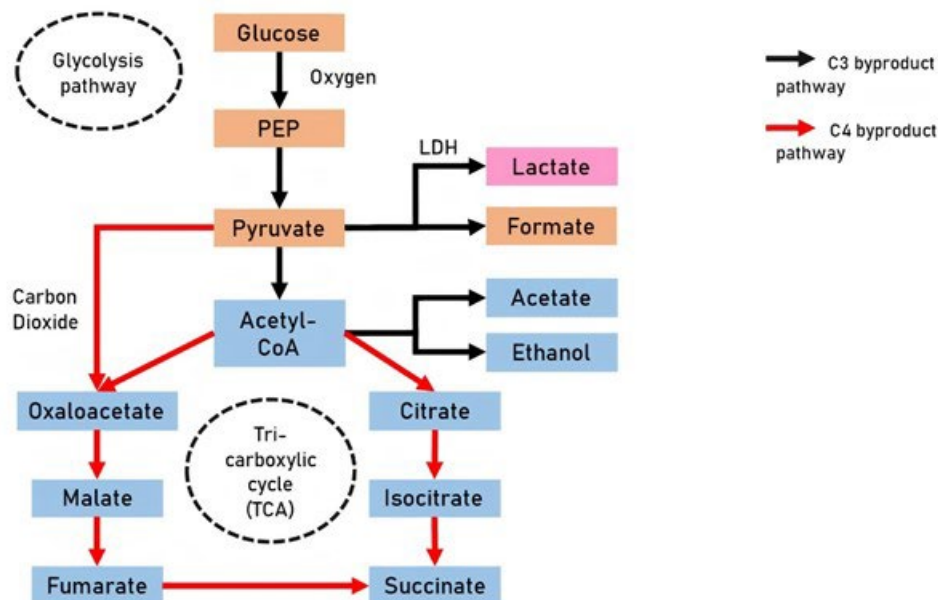 Glycolysis
pathway
Glucose
Oxygen
PEP
LDH
Lactate
Pyruvate
Formate
Carbon
Dioxide
Acetyl-
CoA
Acetate
Ethanol
Oxaloacetate
Citrate
Tri-
carboxylic
cycle
(TCA)
Malate
Isocitrate
Fumarate
Succinate
C3 byproduct
pathway
C4 byproduct
pathway